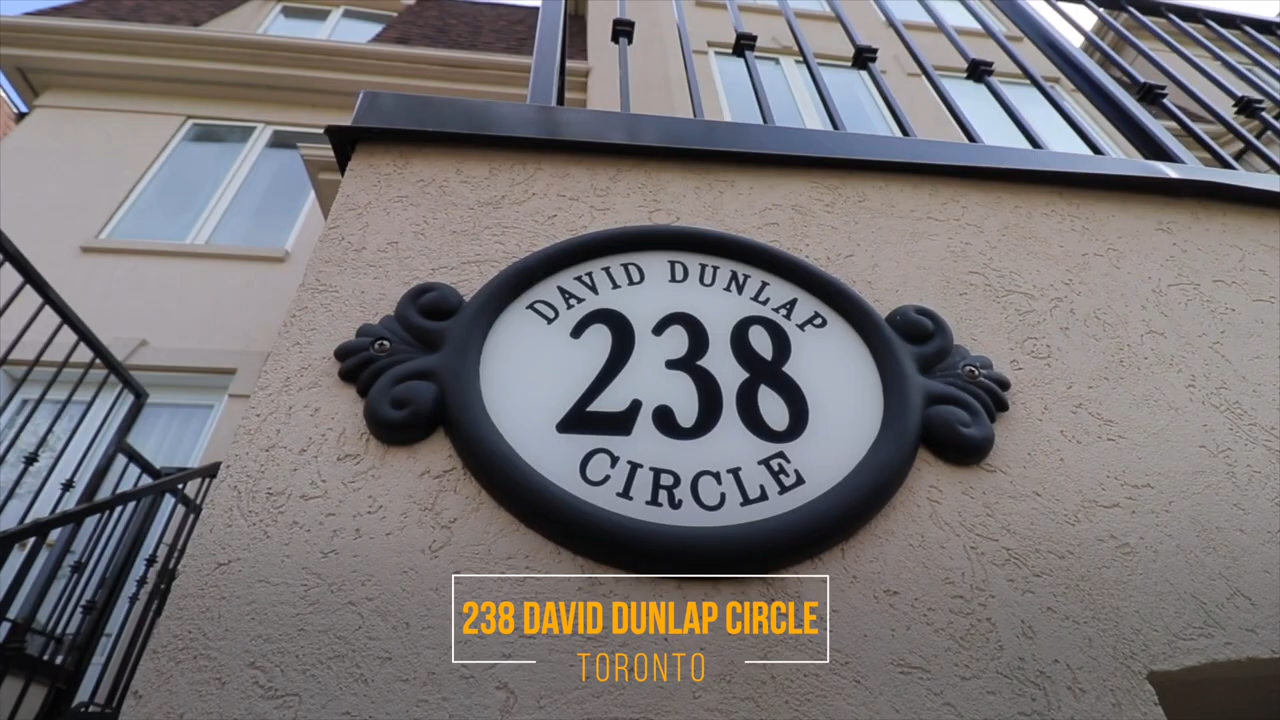 DAVID DUNLAP
238
CIRCLE
238 DAVID DUNLAP CIRCLE
TORONTO